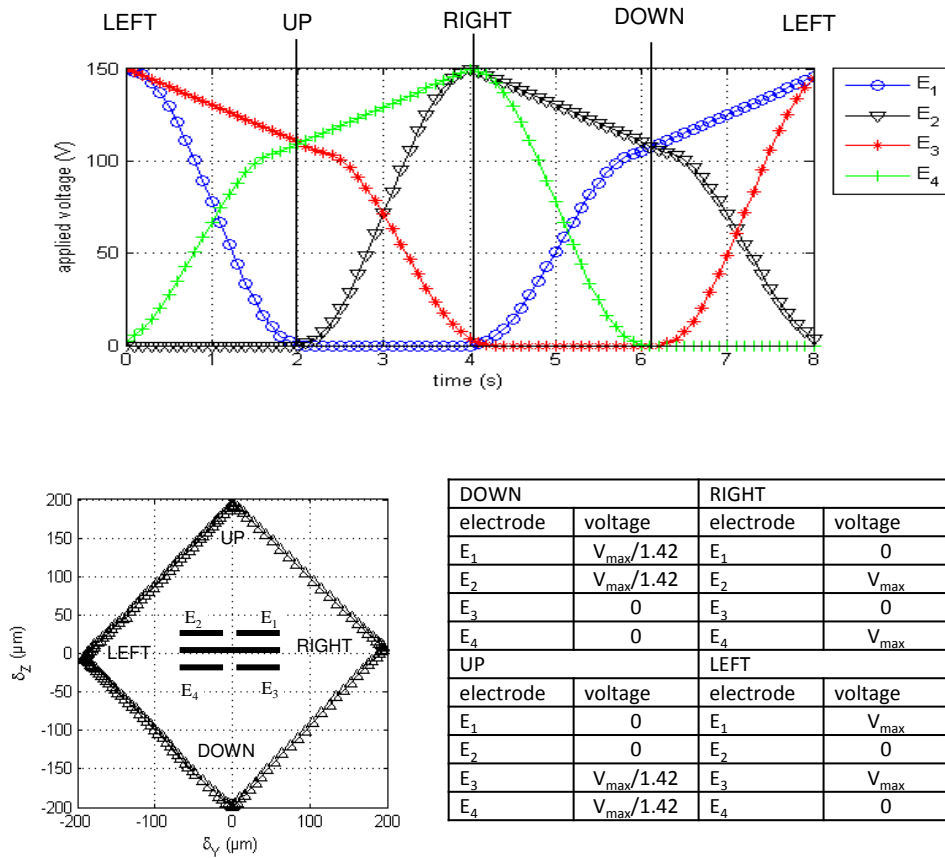 LEFT UP RIGHT DOWN LEFT
150
100
50
0
applied voltage (V)
0 1 2 3 4 5 6 7 8
time (s)
E1
E2
E3
E4
200
150
100
50
0
-50
-100
-150
-200
δZ (µm)
UP
E2 E1
LEFT RIGHT
E4 E3
DOWN
-200 -100 0 100 200
δY (µm)
DOWN RIGHT
electrode voltage electrode voltage
E1 Vmax/1.42 E1 0
E2 Vmax/1.42 E2 Vmax
E3 0 E3 0
E4 0 E4 Vmax
UP LEFT
electrode voltage electrode voltage
E1 0 E1 Vmax
E2 0 E2 0
E3 Vmax/1.42 E3 Vmax
E4 Vmax/1.42 E4 0